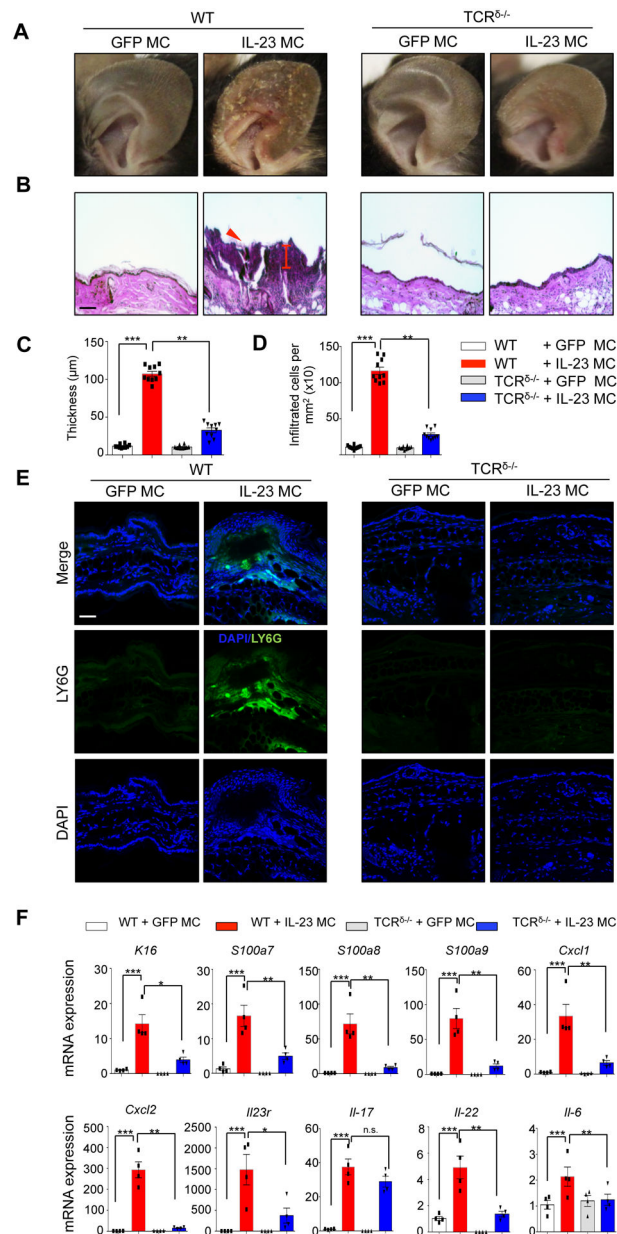 A
WT
TCRδ-/-
GFP MC
IL-23 MC
GFP MC
IL-23 MC
B
C
Thickness (μm)
150
100
50
0
***
**
D
Infiltrated cells per
mm² (x10)
150
100
50
0
***
**
WT + GFP MC
WT + IL-23 MC
TCRδ-/- + GFP MC
TCRδ-/- + IL-23 MC
E
WT
TCRδ-/-
GFP MC
IL-23 MC
GFP MC
IL-23 MC
Merge
DAPI/LY6G
LY6G
DAPI
F
WT + GFP MC
WT + IL-23 MC
TCRδ-/- + GFP MC
TCRδ-/- + IL-23 MC
mRNA expression
K16
30
20
10
0
***
*
S100a7
30
20
10
0
***
**
S100a8
150
100
50
0
***
**
S100a9
150
100
50
0
***
**
Cxcl1
60
40
20
0
***
**
mRNA expression
Cxcl2
500
400
300
200
100
0
***
**
Il23r
2500
2000
1500
1000
500
0
***
*
Il-17
60
40
20
0
***
n.s.
Il-22
8
6
4
2
0
***
**
Il-6
4
3
2
1
0
***
**